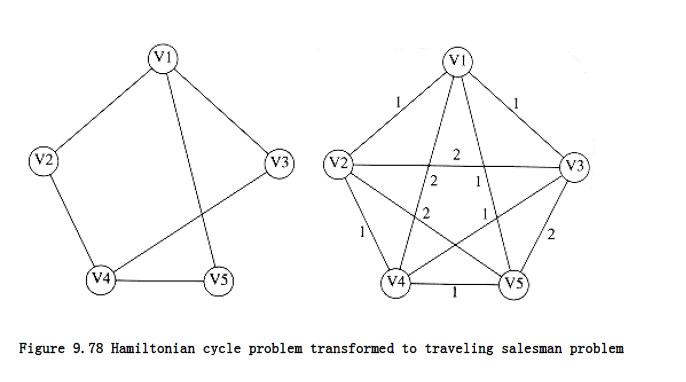 V1
V2
V3
V4
V5
V1
1
1
V2
2
V3
2
1
2
1
1
2
V4
V5
1
Figure 9.78 Hamiltonian cycle problem transformed to traveling salesman problem